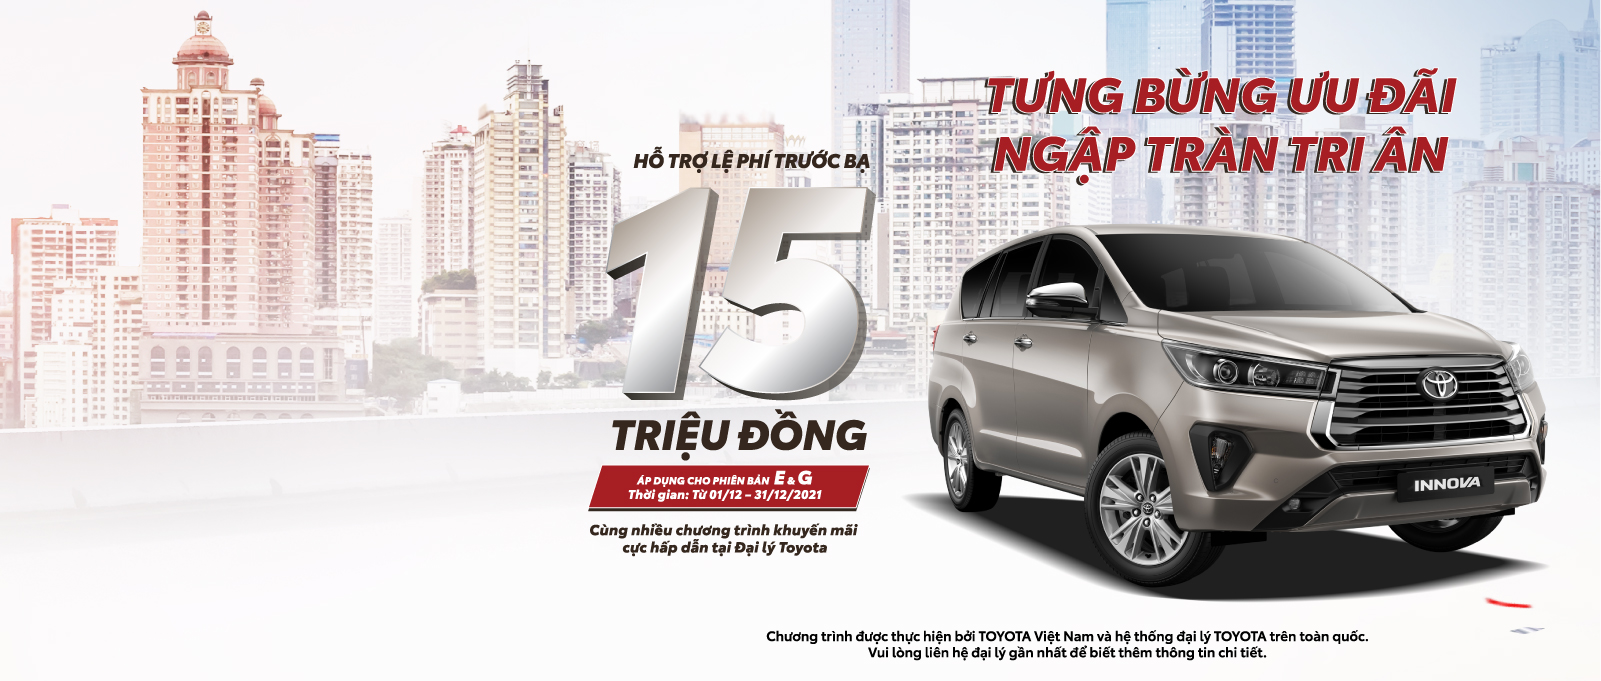 TƯNG BỪNG ƯU ĐÃI
NGẬP TRÀN TRI ÂN
HỖ TRỢ LỆ PHÍ TRƯỚC BẠ
15
TRIỆU ĐỒNG
ÁP DỤNG CHO PHIÊN BẢN E & G
Thời gian: Từ 01/12 – 31/12/2021
Cùng nhiều chương trình khuyến mãi
cực hấp dẫn tại Đại lý Toyota
INNOVA
Chương trình được thực hiện bởi TOYOTA Việt Nam và hệ thống đại lý TOYOTA trên toàn quốc.
Vui lòng liên hệ đại lý gần nhất để biết thêm thông tin chi tiết.